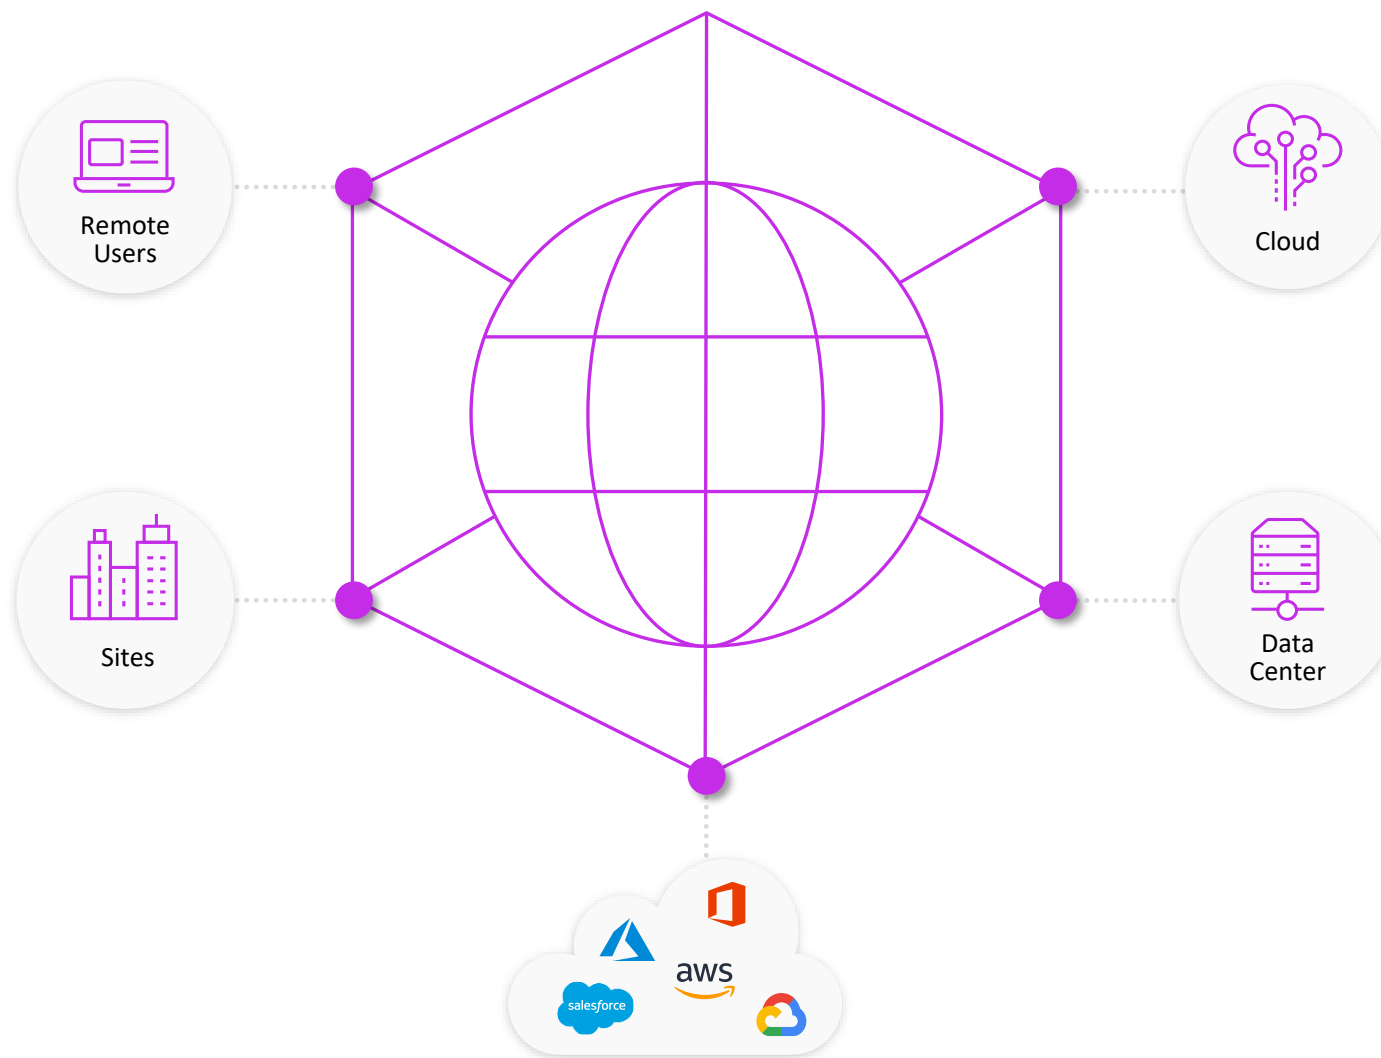 Remote
Users
Cloud
Sites
Data
Center
aws
salesforce